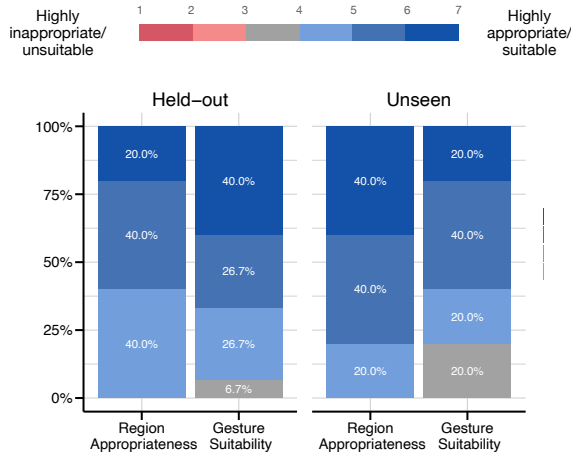 Highly
inappropriate/
unsuitable
1 2 3 4 5 6 7
Highly
appropriate/
suitable
Held–out
Unseen
100%
75%
50%
25%
0%
20.0%
40.0%
40.0%
40.0%
26.7%
26.7%
6.7%
40.0%
40.0%
20.0%
20.0%
40.0%
20.0%
20.0%
Region
Appropriateness
Gesture
Suitability
Region
Appropriateness
Gesture
Suitability